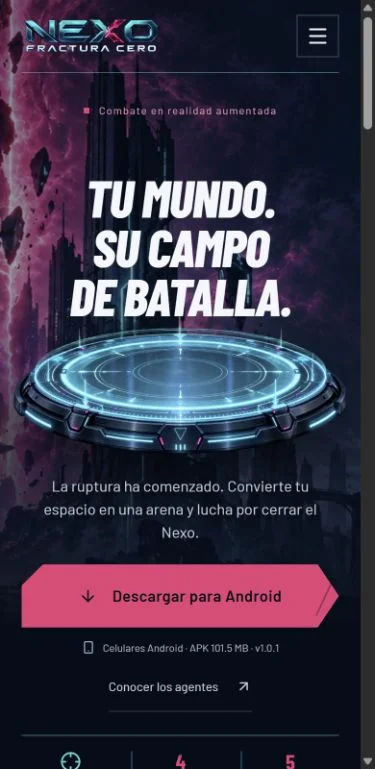 NEXO
FRACTURA CERO
Combate en realidad aumentada
TU MUNDO.
SU CAMPO
DE BATALLA.
La ruptura ha comenzado. Convierte tu
espacio en una arena y lucha por cerrar el
Nexo.
Descargar para Android
Celulares Android · APK 101.5 MB · v1.0.1
Conocer los agentes
4
5